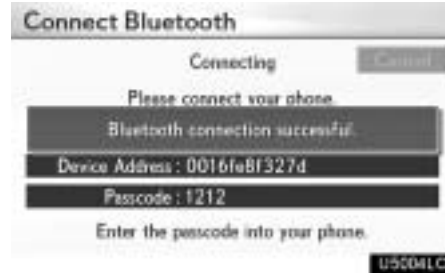 Connect Bluetooth
Connecting
Cancel
Please connect your phone.
Bluetooth connection successful.
Device Address : 0016fe8f327d
Passcode : 1212
Enter the passcode into your phone.
U5004LC